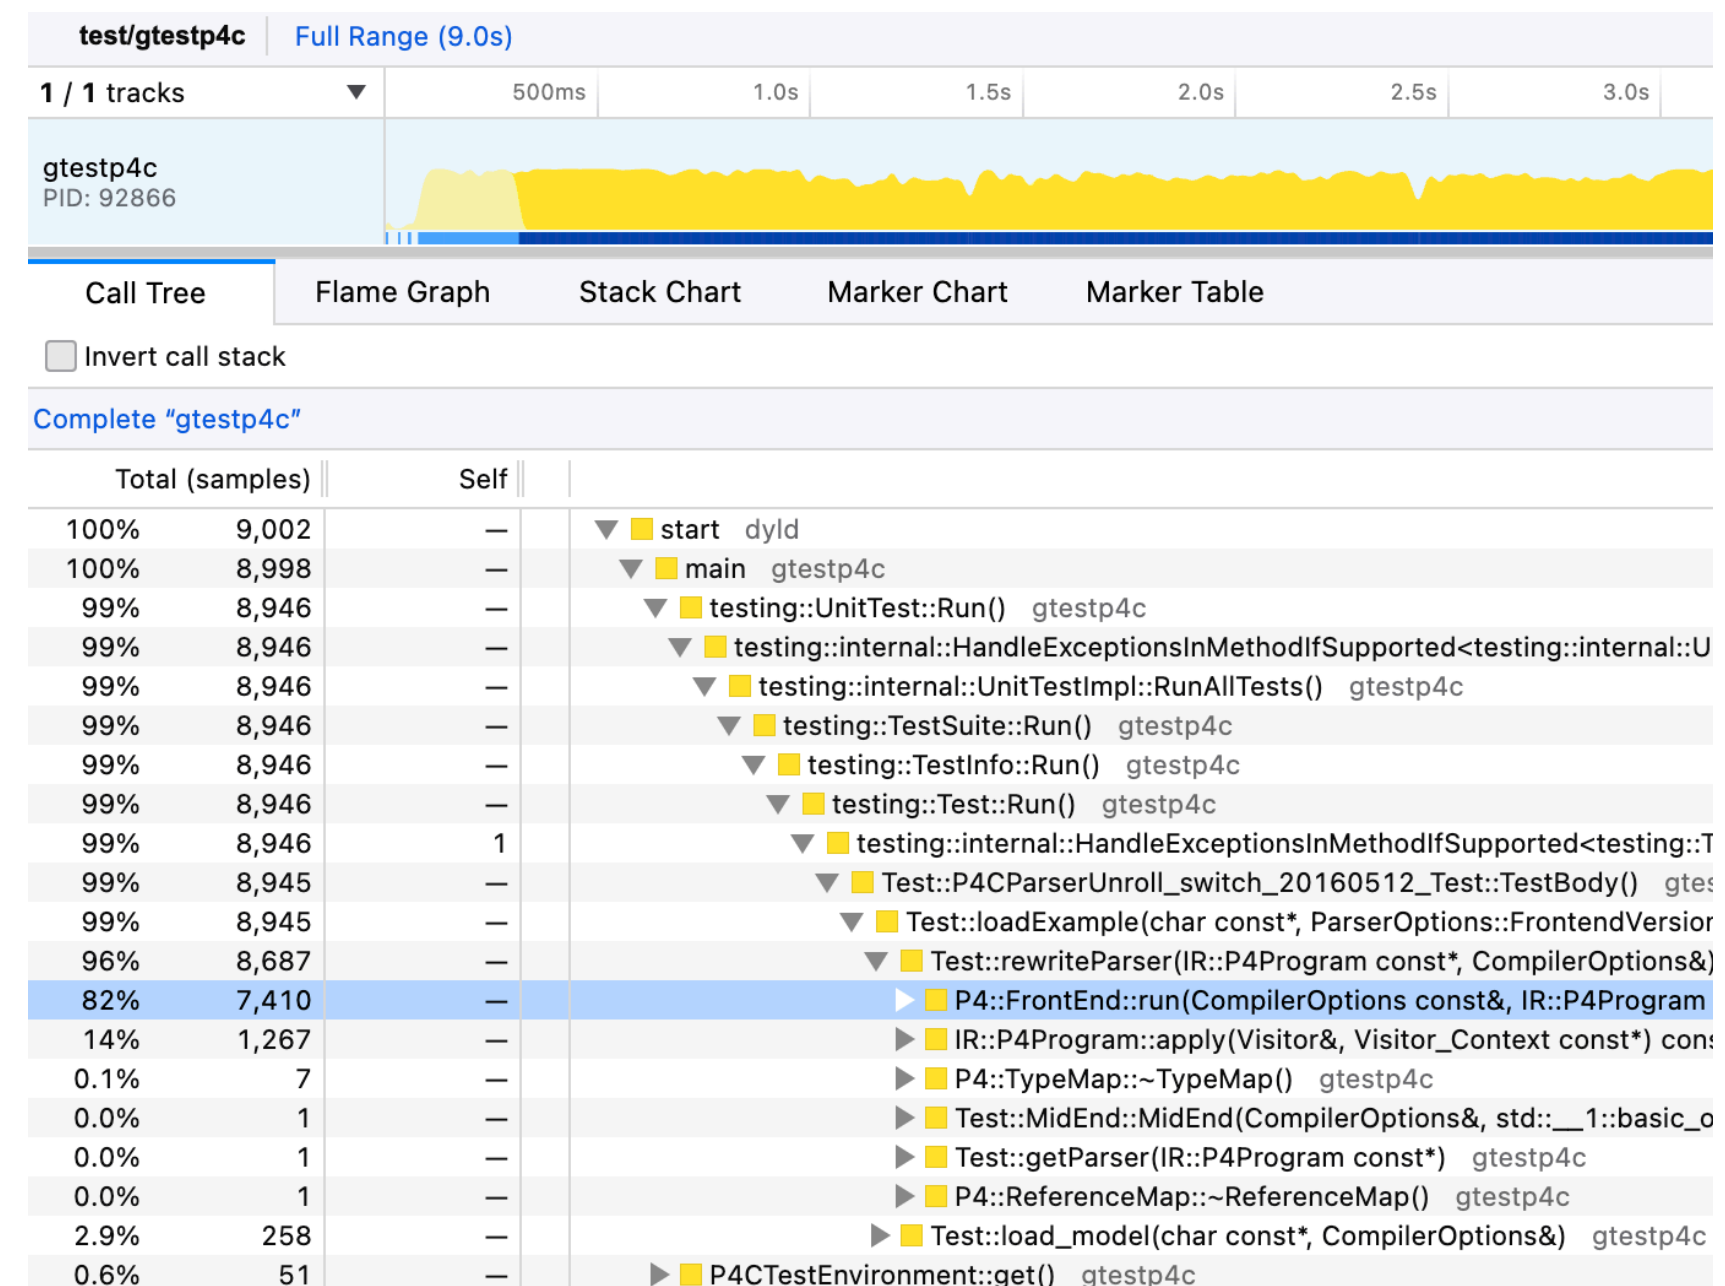 test/gtestp4c Full Range (9.0s)
1 / 1 tracks 500ms 1.0s 1.5s 2.0s 2.5s 3.0s
gtestp4c
PID: 92866
Call Tree Flame Graph Stack Chart Marker Chart Marker Table
Invert call stack
Complete “gtestp4c”
Total (samples) Self
100% 9,002 — start dyld
100% 8,998 — main gtestp4c
99% 8,946 — testing::UnitTest::Run() gtestp4c
99% 8,946 — testing::internal::HandleExceptionsInMethodIfSupported<testing::internal::U
99% 8,946 — testing::internal::UnitTestImpl::RunAllTests() gtestp4c
99% 8,946 — testing::TestSuite::Run() gtestp4c
99% 8,946 — testing::TestInfo::Run() gtestp4c
99% 8,946 — testing::Test::Run() gtestp4c
99% 8,946 1 testing::internal::HandleExceptionsInMethodIfSupported<testing::T
99% 8,945 — Test::P4CParserUnroll_switch_20160512_Test::TestBody() gtes
99% 8,945 — Test::loadExample(char const*, ParserOptions::FrontendVersion
96% 8,687 — Test::rewriteParser(IR::P4Program const*, CompilerOptions&)
82% 7,410 — P4::FrontEnd::run(CompilerOptions const&, IR::P4Program
14% 1,267 — IR::P4Program::apply(Visitor&, Visitor_Context const*) cons
0.1% 7 — P4::TypeMap::~TypeMap() gtestp4c
0.0% 1 — Test::MidEnd::MidEnd(CompilerOptions&, std::__1::basic_o
0.0% 1 — Test::getParser(IR::P4Program const*) gtestp4c
0.0% 1 — P4::ReferenceMap::~ReferenceMap() gtestp4c
2.9% 258 — Test::load_model(char const*, CompilerOptions&) gtestp4c
0.6% 51 — P4CTestEnvironment::get() gtestp4c